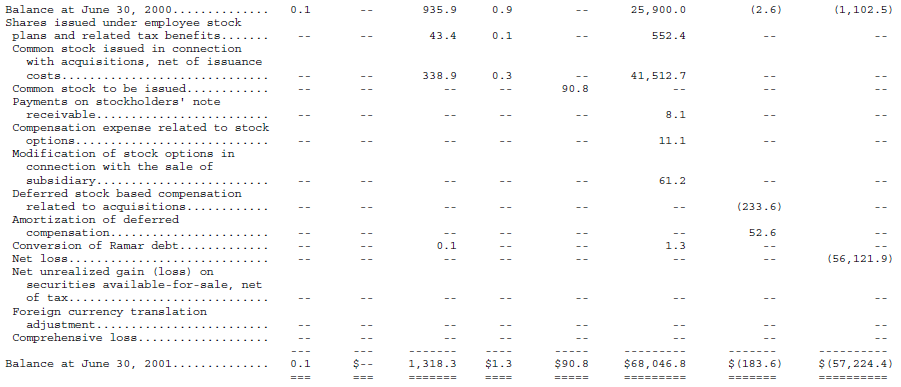 Balance at June 30, 2000............... 0.1 -- 935.9 0.9 -- 25,900.0 (2.6) (1,102.5)
Shares issued under employee stock
plans and related tax benefits....... -- -- 43.4 0.1 -- 552.4 -- --
Common stock issued in connection
with acquisitions, net of issuance
costs............................. -- -- 338.9 0.3 -- 41,512.7 -- --
Common stock to be issued............ -- -- -- -- 90.8 -- -- --
Payments on stockholders' note
receivable......................... -- -- -- -- -- 8.1 -- --
Compensation expense related to stock
options............................ -- -- -- -- -- 11.1 -- --
Modification of stock options in
connection with the sale of
subsidiary......................... -- -- -- -- -- 61.2 -- --
Deferred stock based compensation
related to acquisitions............ -- -- -- -- -- -- (233.6) --
Amortization of deferred
compensation....................... -- -- -- -- -- -- 52.6 --
Conversion of Ramar debt............. -- -- 0.1 -- -- 1.3 -- --
Net loss............................. -- -- -- -- -- -- -- (56,121.9)
Net unrealized gain (loss) on
securities available-for-sale, net
of tax............................. -- -- -- -- -- -- -- --
Foreign currency translation
adjustment......................... -- -- -- -- -- -- -- --
Comprehensive loss................... -- -- -- -- -- -- -- --
--- --- ------- ---- ----- --------- ------- ----------
Balance at June 30, 2001............... 0.1 $-- 1,318.3 $1.3 $90.8 $68,046.8 $(183.6) $(57,224.4)
=== === ======= ==== ===== ========= ======= ==========